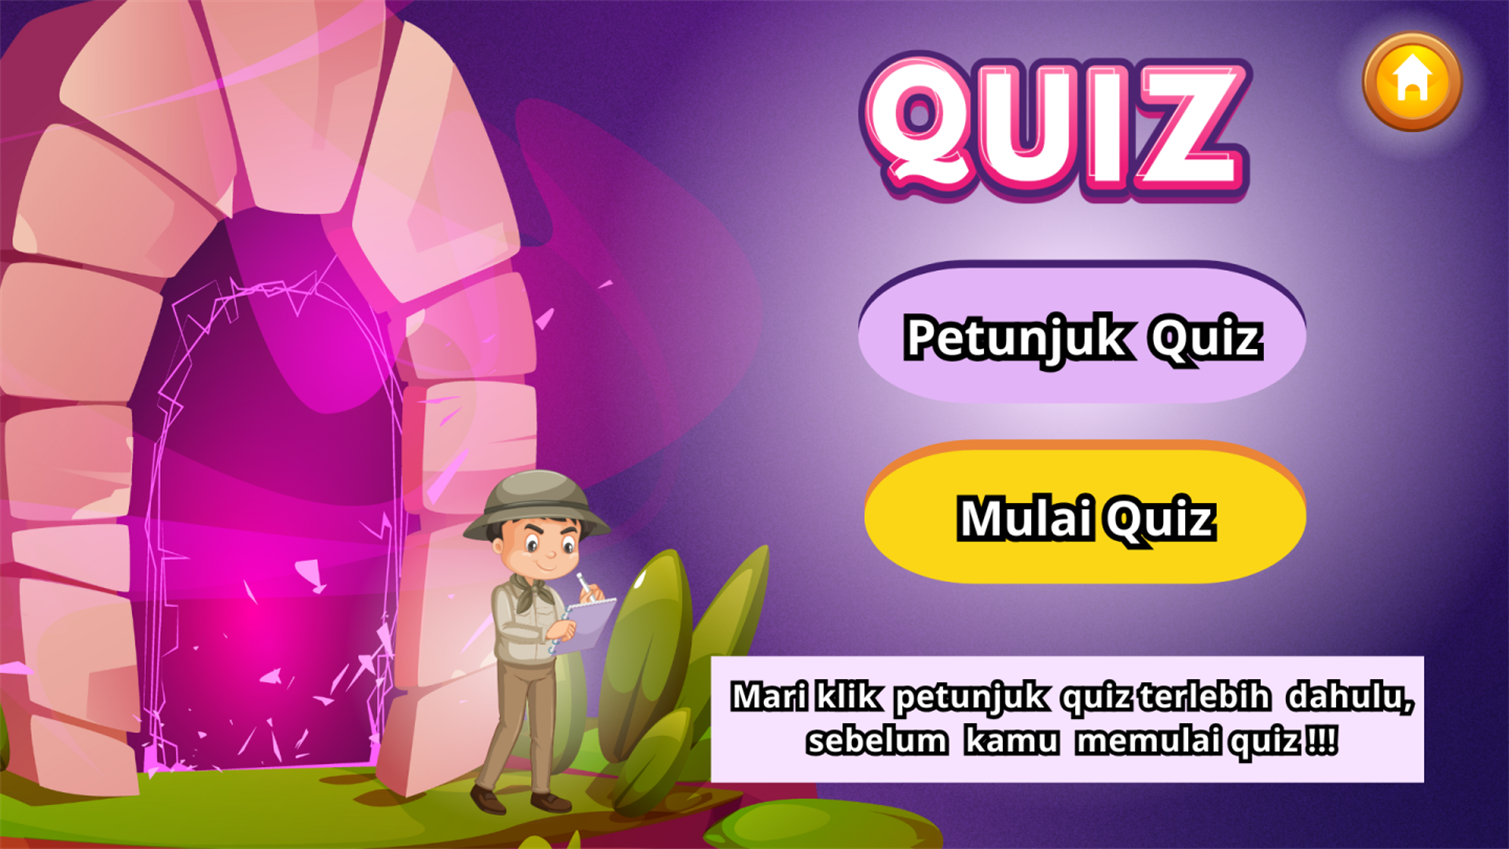 QUIZ
Petunjuk Quiz
Mulai Quiz
Mari klik petunjuk quiz terlebih dahulu,
sebelum kamu memulai quiz !!!